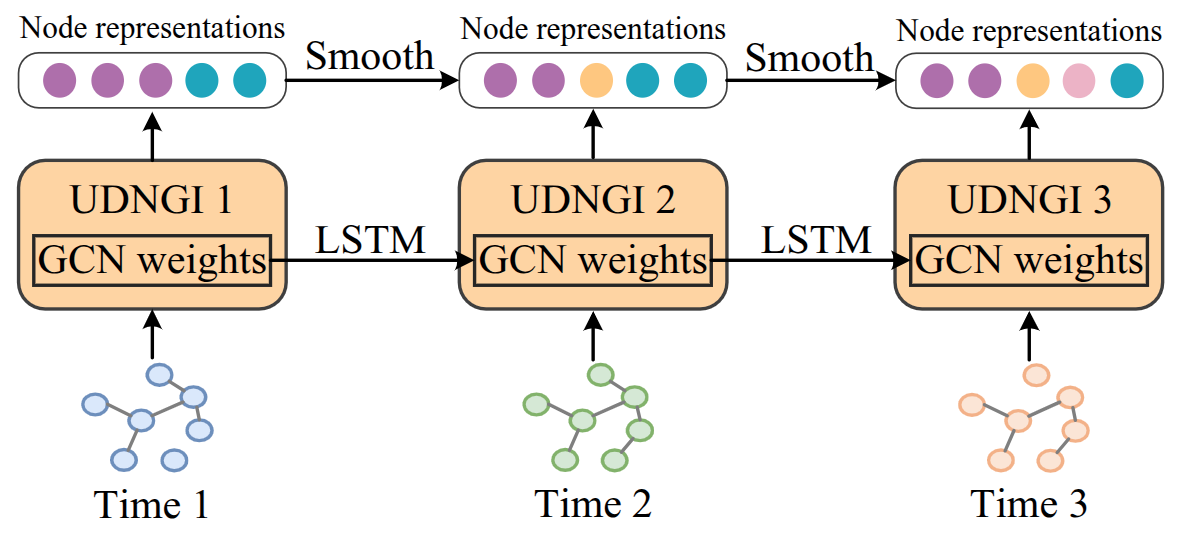 Node representations
Node representations
Node representations
Smooth
Smooth
UDNGI 1
UDNGI 2
UDNGI 3
LSTM
LSTM
GCN weights
GCN weights
GCN weights
Time 1
Time 2
Time 3